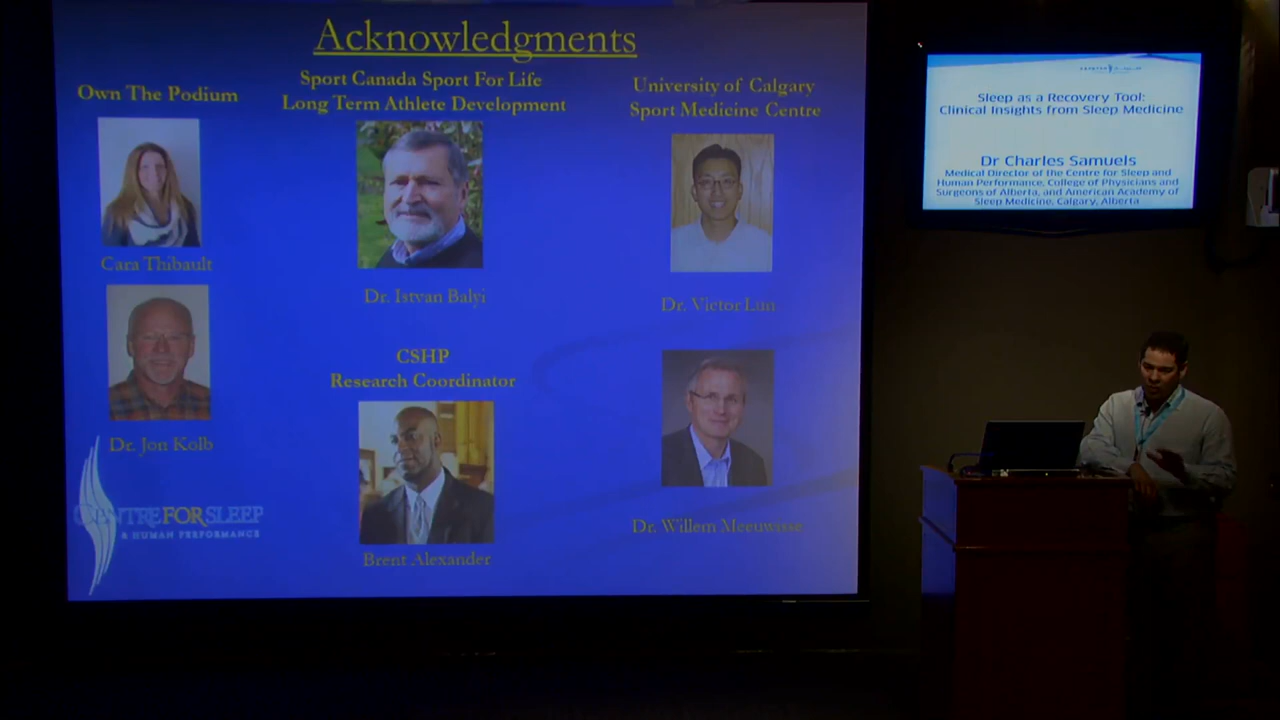 Acknowledgments
Own The Podium
Cara Thibault
Dr. Jon Kolb
Sport Canada Sport For Life
Long Term Athlete Development
Dr. Istvan Balyi
CSHP
Research Coordinator
Brent Alexander
University of Calgary
Sport Medicine Centre
Dr. Victor Lun
Dr. Willem Meeuwisse
CENTRE FOR SLEEP
& HUMAN PERFORMANCE
Sleep as a Recovery Tool:
Clinical Insights from Sleep Medicine
Dr Charles Samuels
Medical Director of the Centre for Sleep and
Human Performance, College of Physicians and
Surgeons of Alberta, and American Academy of
Sleep Medicine, Calgary, Alberta